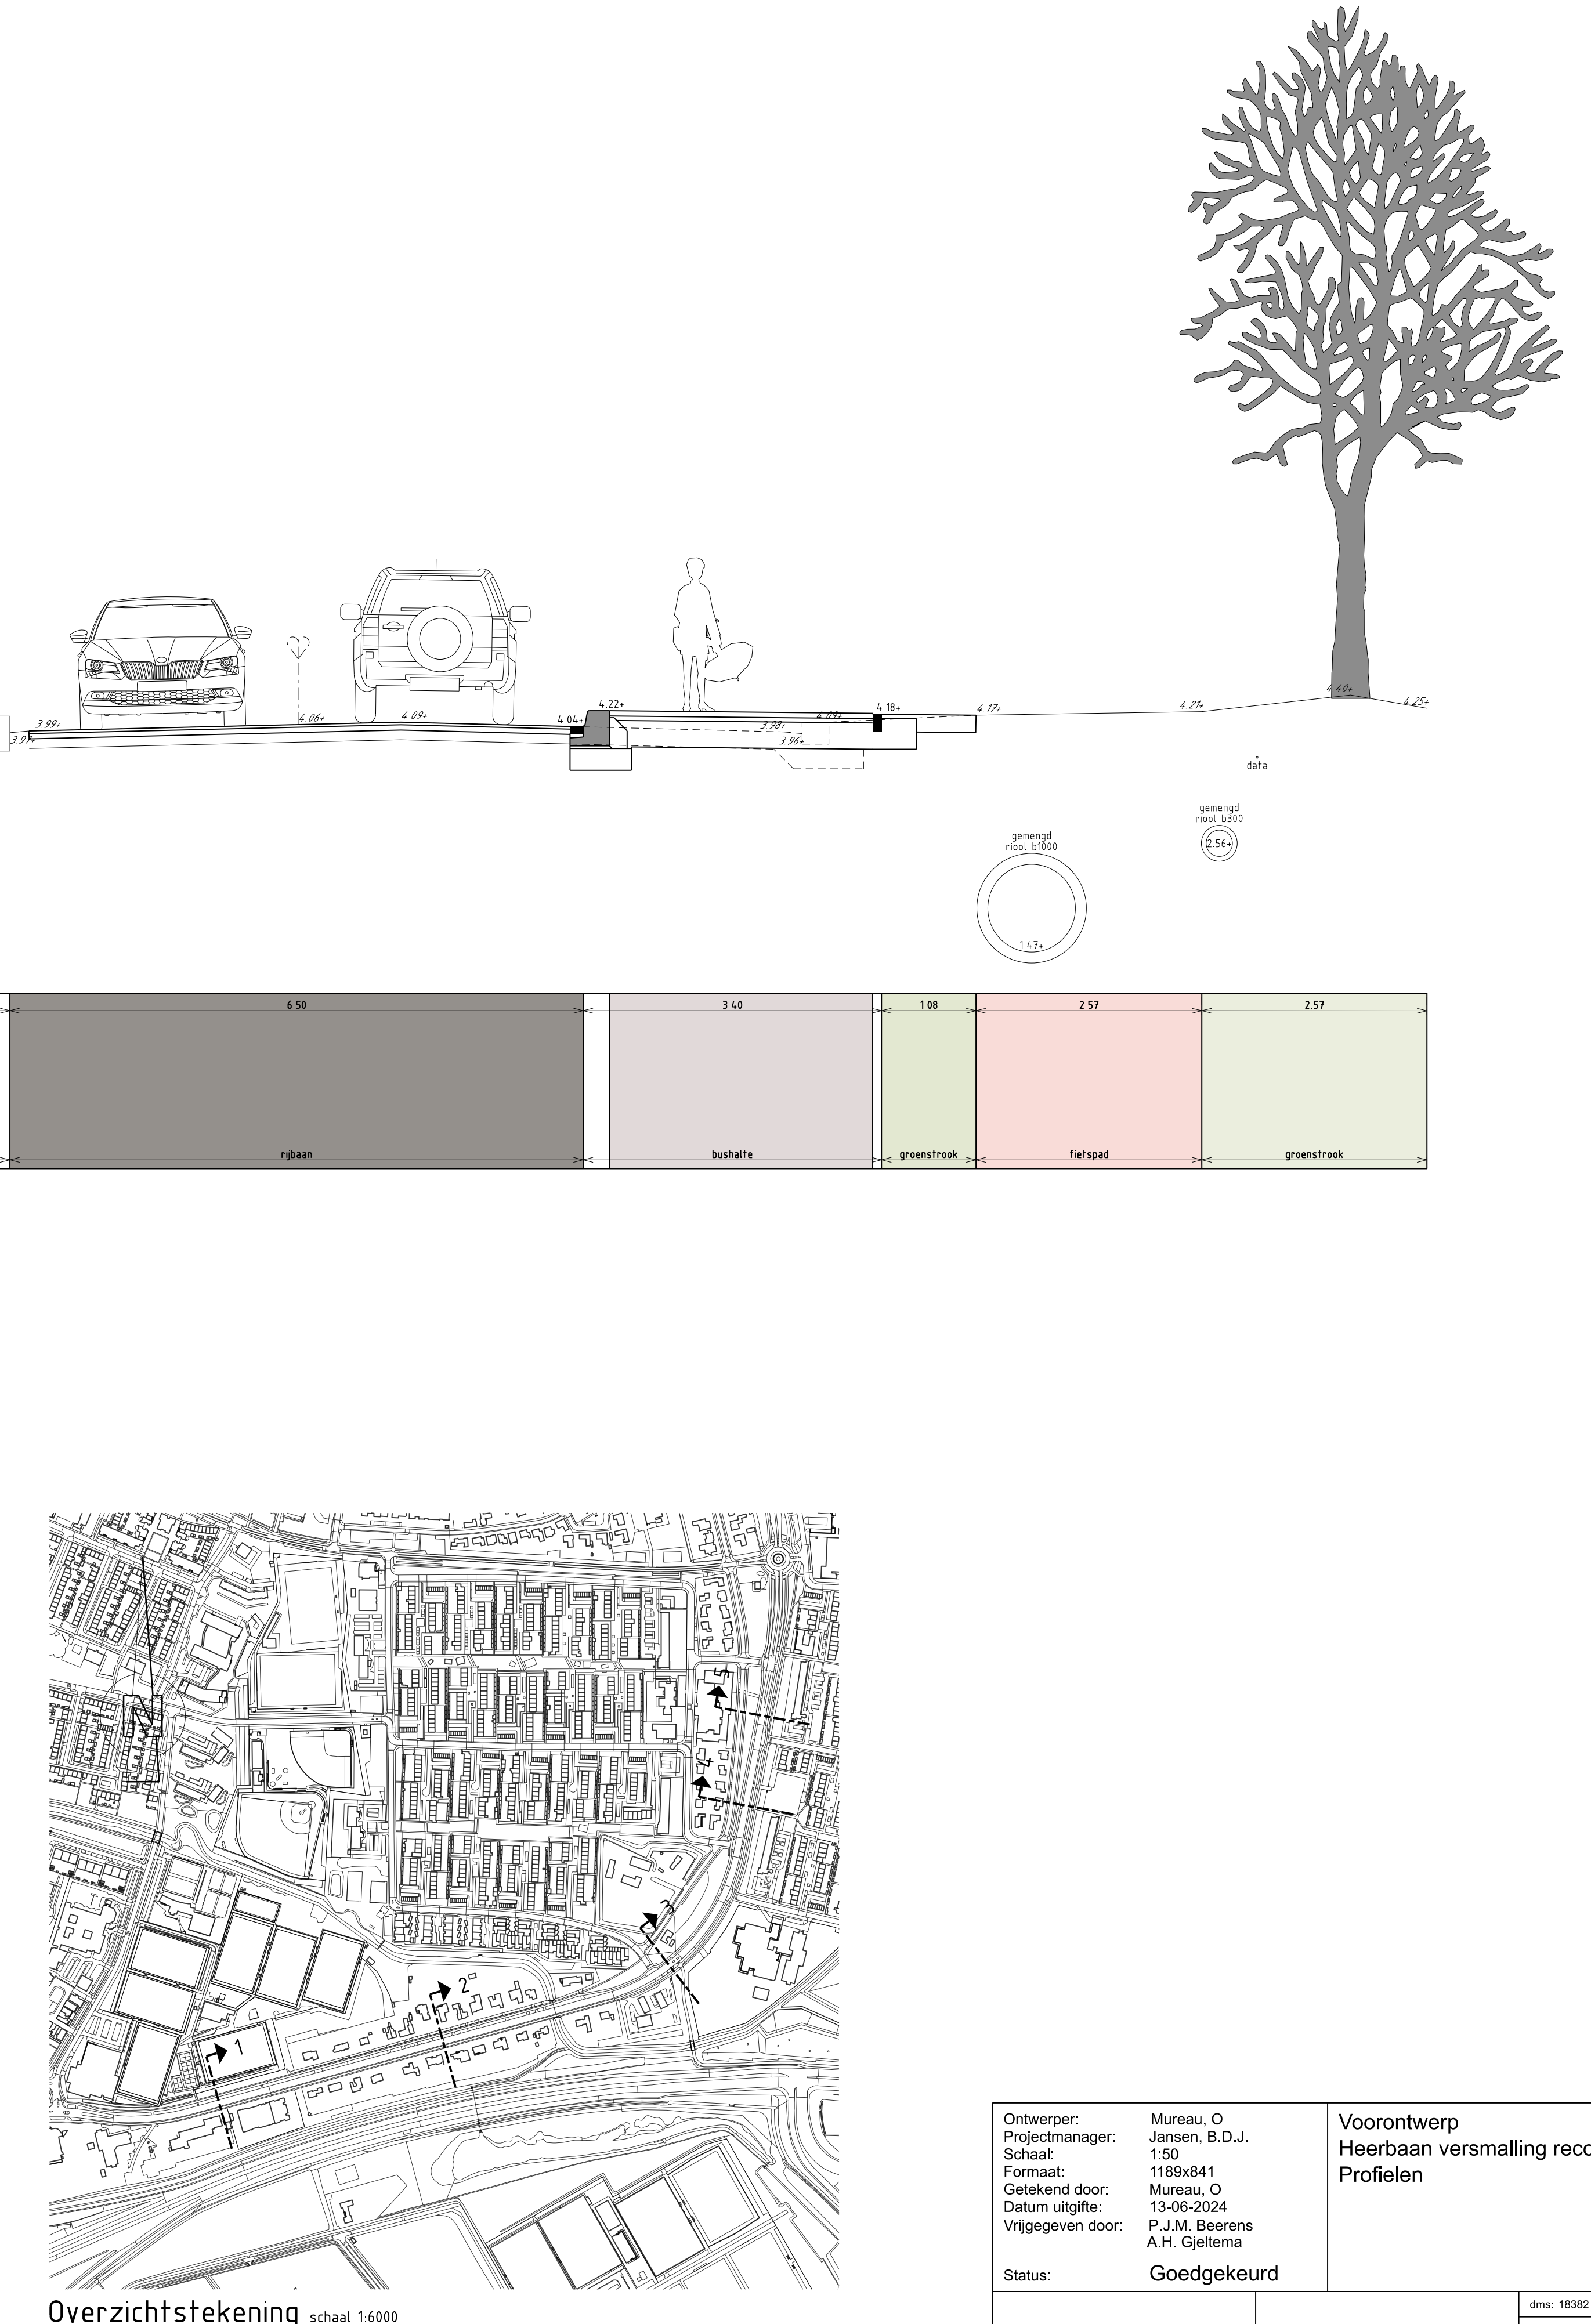 4.22+
4.40+
4.25+
4.21+
4.17+
4.18+
4.09+
4.04+
4.09+
4.06+
3.99+
3.98+
3.96+
3.97+
data
gemengd
riool b300
2.56+
gemengd
riool b1000
1.47+
6.50
3.40
1.08
2.57
2.57
rijbaan
bushalte
groenstrook
fietspad
groenstrook
N
5
4
3
2
1
Overzichtstekening schaal 1:6000
Ontwerper: Mureau, O
Projectmanager: Jansen, B.D.J.
Schaal: 1:50
Formaat: 1189x841
Getekend door: Mureau, O
Datum uitgifte: 13-06-2024
Vrijgegeven door: P.J.M. Beerens
A.H. Gjeltema
Status: Goedgekeurd
Voorontwerp
Heerbaan versmalling reco
Profielen
dms: 18382